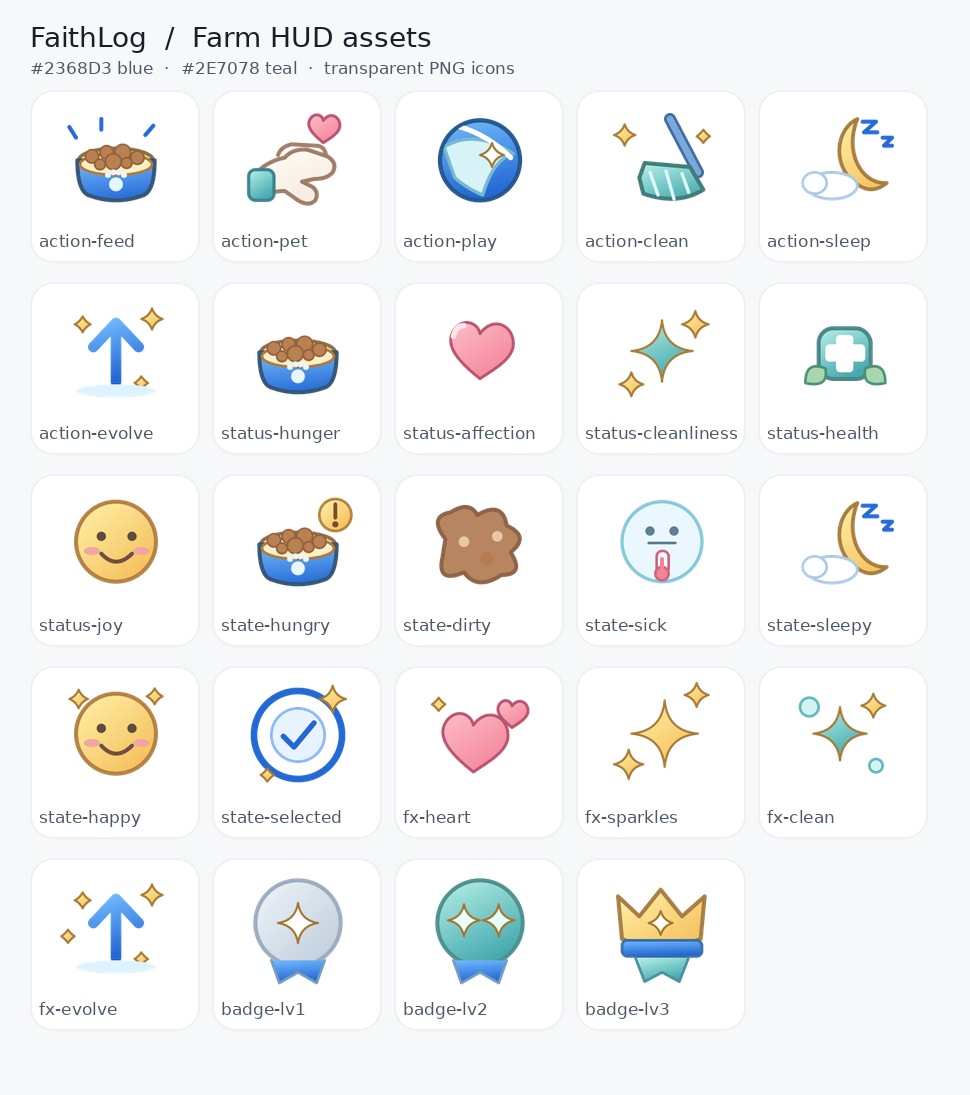 FaithLog / Farm HUD assets
#2368D3 blue · #2E7078 teal · transparent PNG icons
action-feed
action-pet
action-play
action-clean
action-sleep
action-evolve
status-hunger
status-affection
status-cleanliness
status-health
status-joy
state-hungry
state-dirty
state-sick
state-sleepy
state-happy
state-selected
fx-heart
fx-sparkles
fx-clean
fx-evolve
badge-lv1
badge-lv2
badge-lv3